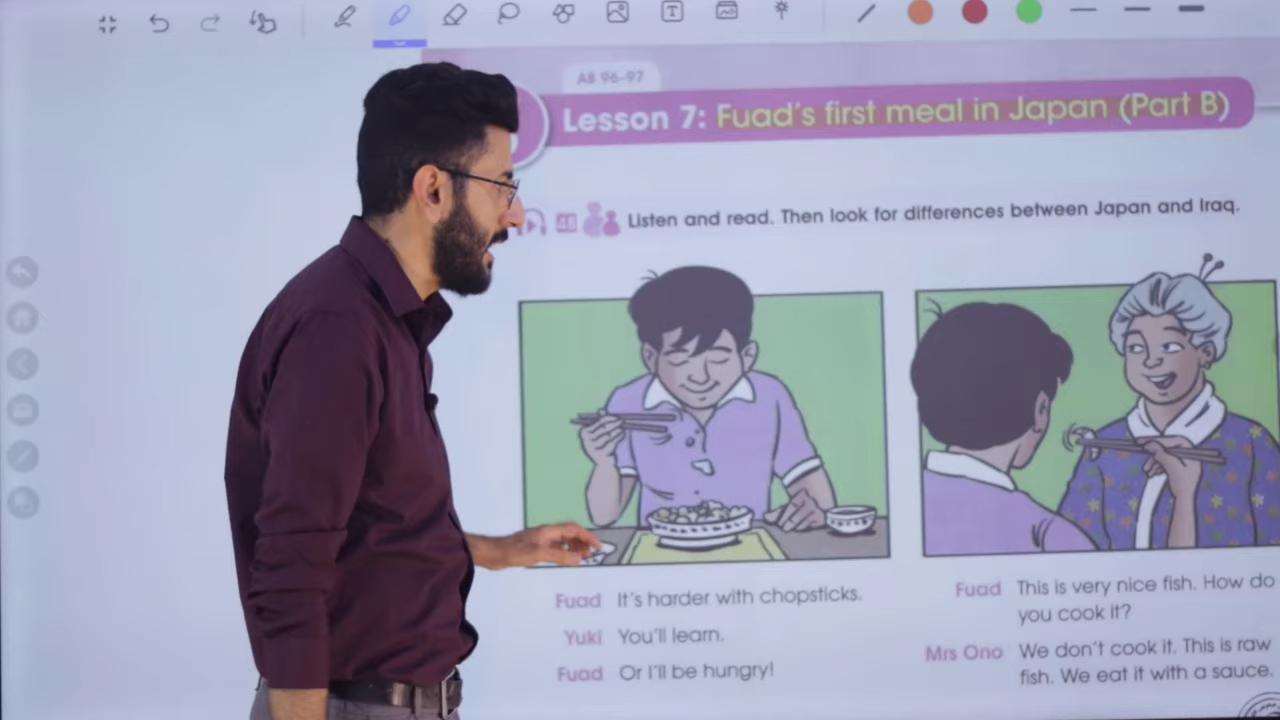 AB 96-97
Lesson 7: Fuad's first meal in Japan (Part B)
48 Listen and read. Then look for differences between Japan and Iraq.
Fuad It's harder with chopsticks.
Yuki You'll learn.
Fuad Or I'll be hungry!
Fuad This is very nice fish. How do
you cook it?
Mrs Ono We don't cook it. This is raw
fish. We eat it with a sauce.